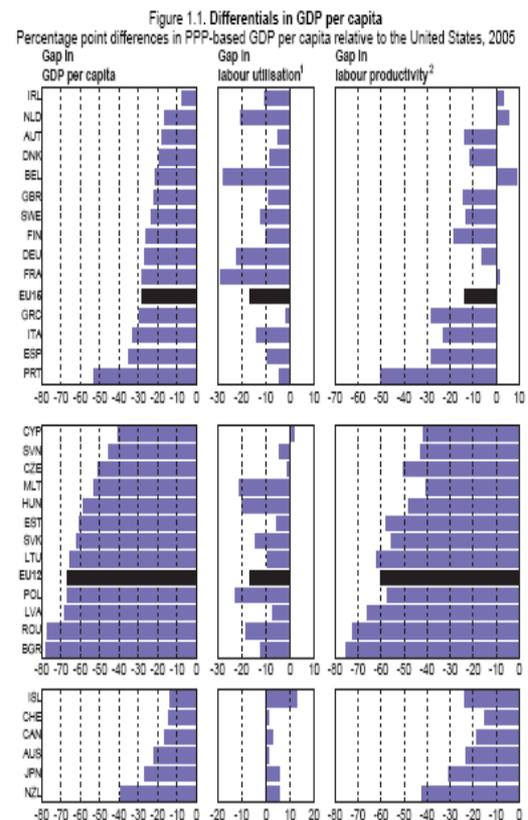 Figure 1.1. Differentials in GDP per capita
Percentage point differences in PPP-based GDP per capita relative to the United States, 2005
Gap in
GDP per capita
Gap in
labour utilisation¹
Gap in
labour productivity²
IRL
NLD
AUT
DNK
BEL
GBR
SWE
FIN
DEU
FRA
EU15
GRC
ITA
ESP
PRT
-80 -70 -60 -50 -40 -30 -20 -10 0
-30 -20 -10 0 10
-70 -60 -50 -40 -30 -20 -10 0 10
CYP
SVN
CZE
MLT
HUN
EST
SVK
LTU
EU12
POL
LVA
ROU
BGR
-80 -70 -60 -50 -40 -30 -20 -10 0
-30 -20 -10 0 10
-80 -70 -60 -50 -40 -30 -20 -10 0
ISL
CHE
CAN
AUS
JPN
NZL
-80 -70 -60 -50 -40 -30 -20 -10 0
-20 -10 0 10 20
-80 -70 -60 -50 -40 -30 -20 -10 0